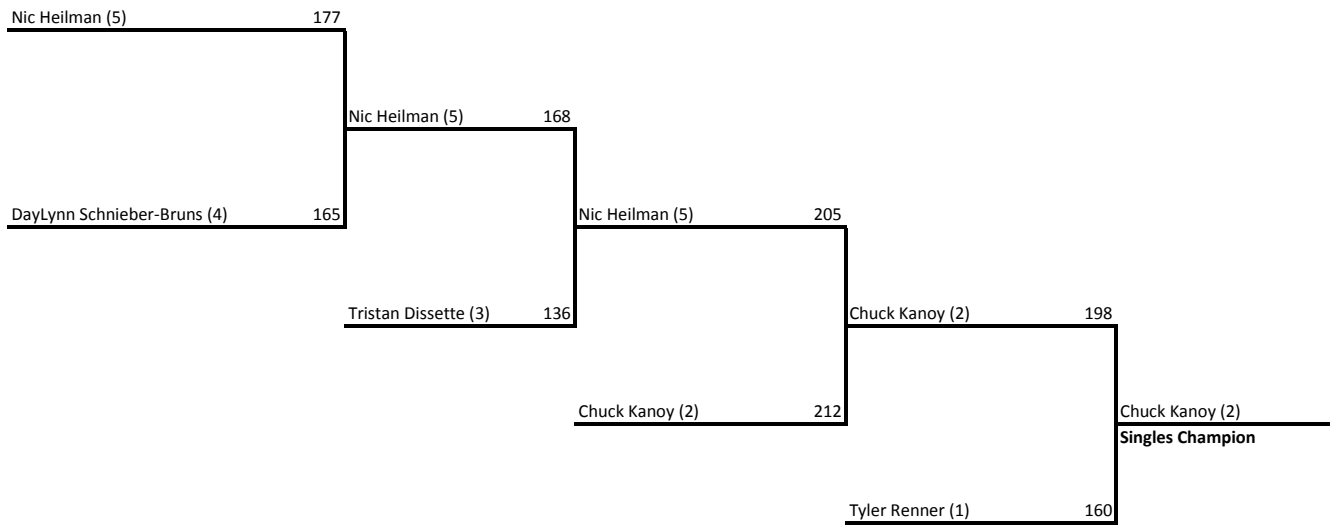 Nic Heilman (5) 177
Nic Heilman (5) 168
DayLynn Schnieber-Bruns (4) 165
Nic Heilman (5) 205
Tristan Dissette (3) 136
Chuck Kanoy (2) 198
Chuck Kanoy (2) 212
Chuck Kanoy (2)
Singles Champion
Tyler Renner (1) 160